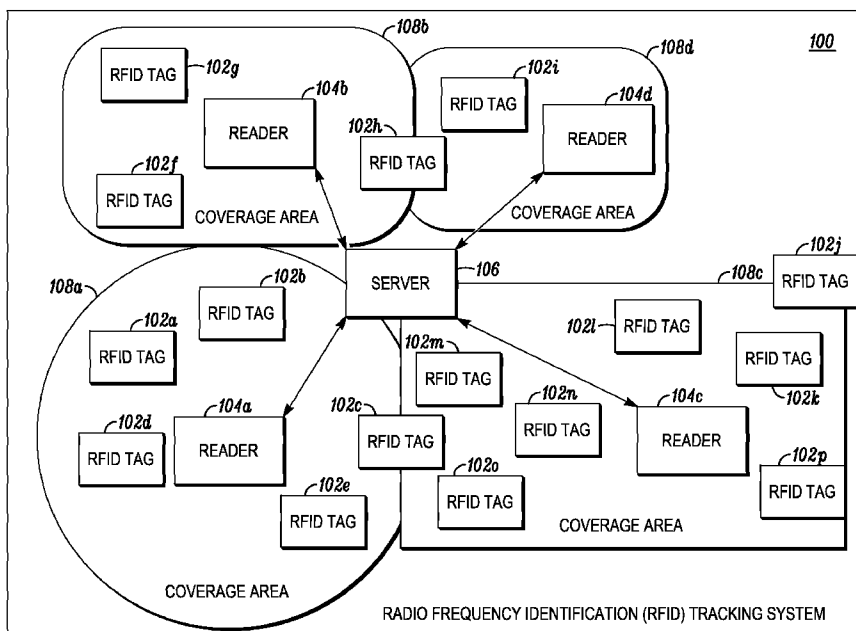 100
108b
108d
RFID TAG
102g
104b
READER
102f
RFID TAG
COVERAGE AREA
102h
RFID TAG
102i
RFID TAG
104d
READER
COVERAGE AREA
SERVER
106
108c
102j
RFID TAG
108a
102b
RFID TAG
102a
RFID TAG
104a
READER
102d
RFID TAG
102c
RFID TAG
102e
RFID TAG
COVERAGE AREA
102m
RFID TAG
102l
RFID TAG
RFID TAG
102k
102n
RFID TAG
104c
READER
102o
RFID TAG
102p
RFID TAG
COVERAGE AREA
RADIO FREQUENCY IDENTIFICATION (RFID) TRACKING SYSTEM